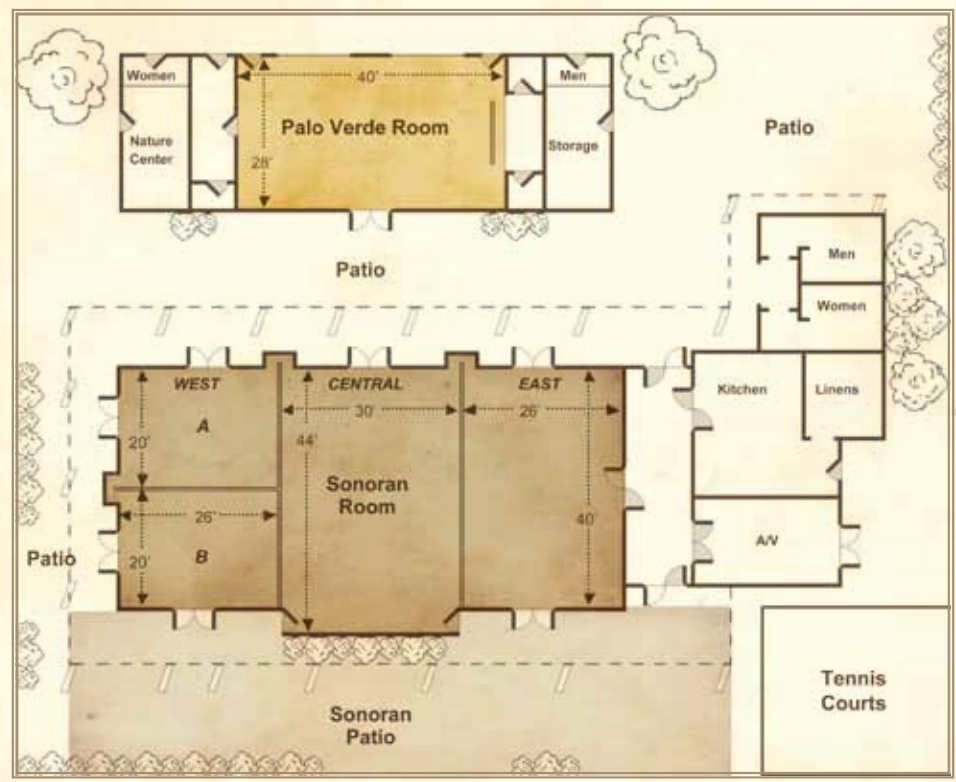 Women
40'
Men
Palo Verde Room
Patio
Nature
Center
28'
Storage
Patio
Men
Women
WEST
CENTRAL
EAST
Kitchen
Linens
30'
26'
A
20'
44'
Sonoran
Room
26'
40'
B
20'
A/V
Patio
Tennis
Courts
Sonoran
Patio